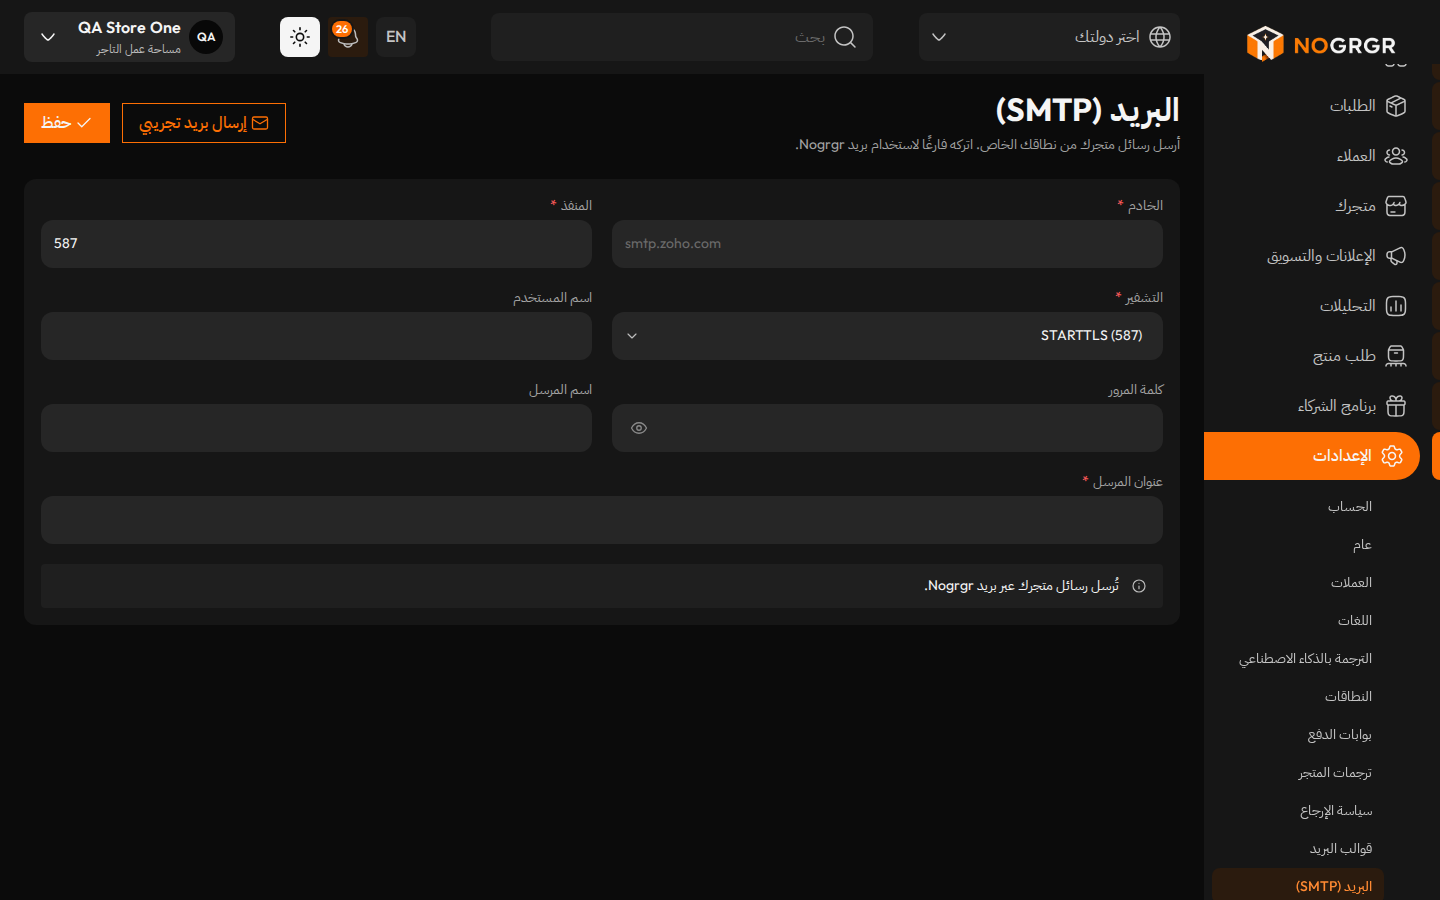 NOGRGR
اختر دولتك
بحث
EN
26
QA Store One
مساحة عمل التاجر
QA
الطلبات
العملاء
متجرك
الإعلانات والتسويق
التحليلات
طلب منتج
برنامج الشركاء
الإعدادات
الحساب
عام
العملات
اللغات
الترجمة بالذكاء الاصطناعي
النطاقات
بوابات الدفع
ترجمات المتجر
سياسة الإرجاع
قوالب البريد
البريد (SMTP)
البريد (SMTP)
أرسل رسائل متجرك من نطاقك الخاص. اتركه فارغًا لاستخدام بريد Nogrgr.
إرسال بريد تجريبي
حفظ
الخادم *
smtp.zoho.com
المنفذ *
587
التشفير *
STARTTLS (587)
اسم المستخدم
كلمة المرور
اسم المرسل
عنوان المرسل *
تُرسل رسائل متجرك عبر بريد Nogrgr.